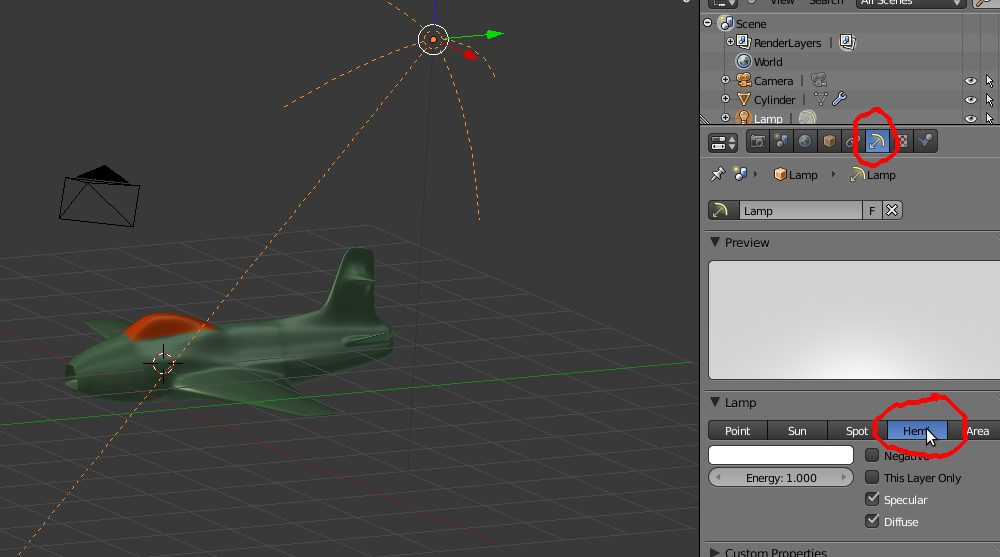 View Search All Scenes
Scene
RenderLayers
World
Camera
Cylinder
Lamp
Lamp Lamp
Lamp F
Preview
Lamp
Point Sun Spot Hemi Area
Negative
Energy: 1.000 This Layer Only
Specular
Diffuse
Custom Properties